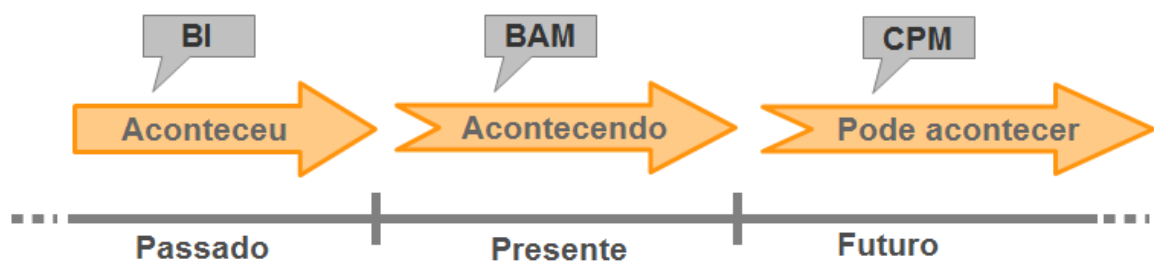 BI
BAM
CPM
Aconteceu
Acontecendo
Pode acontecer
Passado
Presente
Futuro